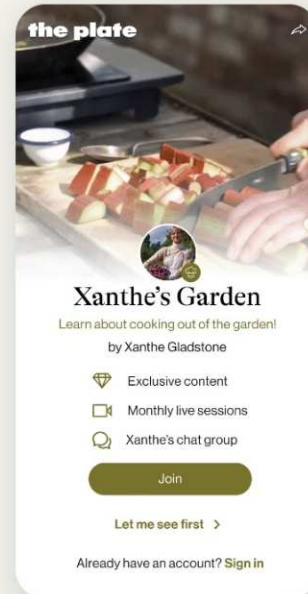 the plate
Xanthe's Garden
Learn about cooking out of the garden!
by Xanthe Gladstone
Exclusive content
Monthly live sessions
Xanthe's chat group
Join
Let me see first >
Already have an account? Sign in